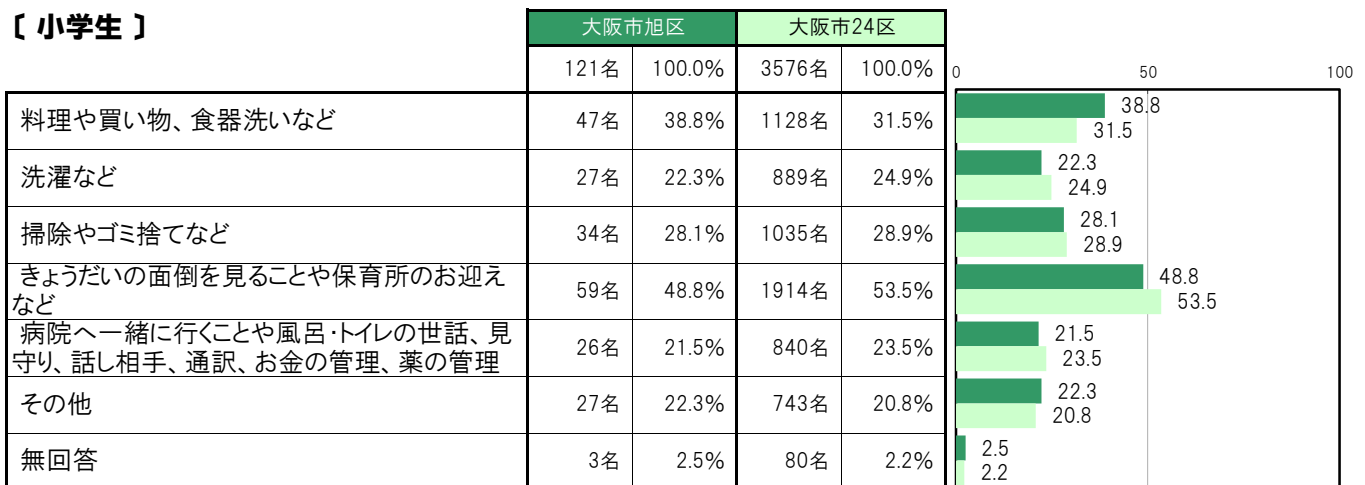 〔 小学生 〕
大阪市旭区 大阪市24区
121名 100.0% 3576名 100.0%
0 50 100
料理や買い物、食器洗いなど 47名 38.8% 1128名 31.5%
38.8
31.5
洗濯など 27名 22.3% 889名 24.9%
22.3
24.9
掃除やゴミ捨てなど 34名 28.1% 1035名 28.9%
28.1
28.9
きょうだいの面倒を見ることや保育所のお迎え
など
59名 48.8% 1914名 53.5%
48.8
53.5
病院へ一緒に行くことや風呂・トイレの世話、見
守り、話し相手、通訳、お金の管理、薬の管理
26名 21.5% 840名 23.5%
21.5
23.5
その他 27名 22.3% 743名 20.8%
22.3
20.8
無回答 3名 2.5% 80名 2.2%
2.5
2.2